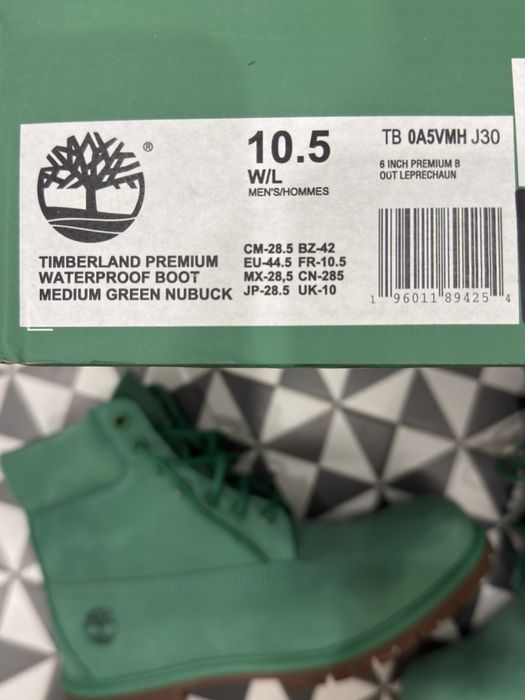 ®
10.5
W/L
MEN'S/HOMMES
TB 0A5VMH J30
6 INCH PREMIUM B
OOT LEPRECHAUN
TIMBERLAND PREMIUM
WATERPROOF BOOT
MEDIUM GREEN NUBUCK
CM-28.5 BZ-42
EU-44.5 FR-10.5
MX-28,5 CN-285
JP-28.5 UK-10
1 96011 89425 4